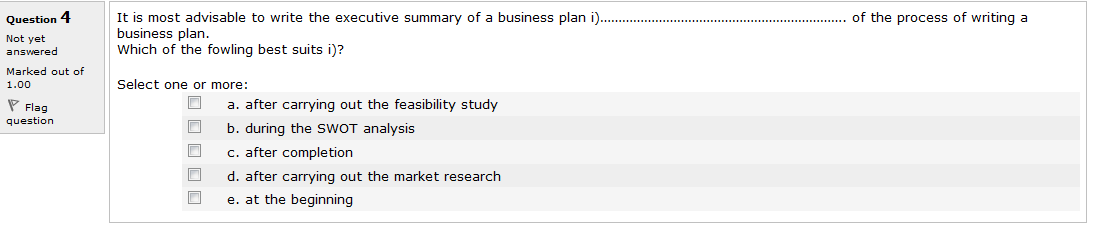 Question 4
Not yet
answered
Marked out of
1.00
Flag
question
It is most advisable to write the executive summary of a business plan i)........................................................................ of the process of writing a
business plan.
Which of the fowling best suits i)?
Select one or more:
a. after carrying out the feasibility study
b. during the SWOT analysis
c. after completion
d. after carrying out the market research
e. at the beginning